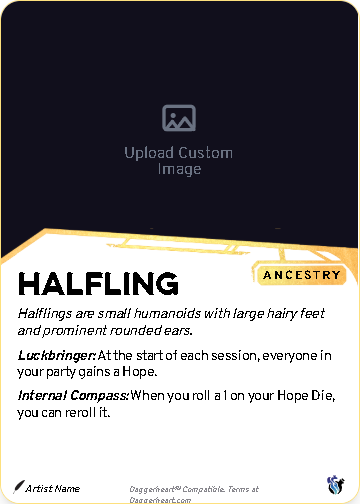 Upload Custom
Image
ANCESTRY
HALFLING
Halflings are small humanoids with large hairy feet
and prominent rounded ears.
Luckbringer: At the start of each session, everyone in
your party gains a Hope.
Internal Compass: When you roll a 1 on your Hope Die,
you can reroll it.
Artist Name
Daggerheart℠ Compatible. Terms at
Daggerheart.com